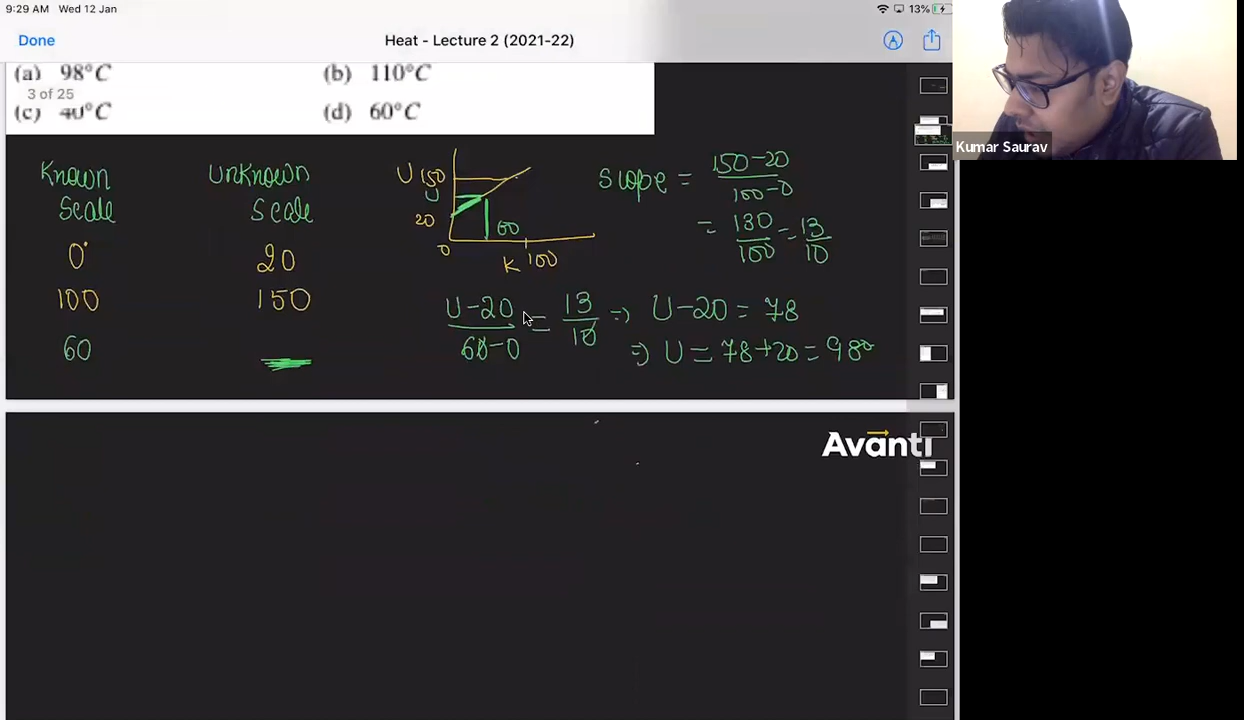 9:29 AM Wed 12 Jan
13%
Done
Heat - Lecture 2 (2021-22)
(a) 98°C
(b) 110°C
3 of 25
(c) 40°C
(d) 60°C
Kumar Saurav
Known Scale
Unknown Scale
0°
20
100
150
60
U 150
U
20
60
0
K 100
Slope = 150-20 / 100-0
= 130/100 = 13/10
U-20 / 60-0 = 13/10 => U-20 = 78
=> U = 78+20 = 98°
Avanti